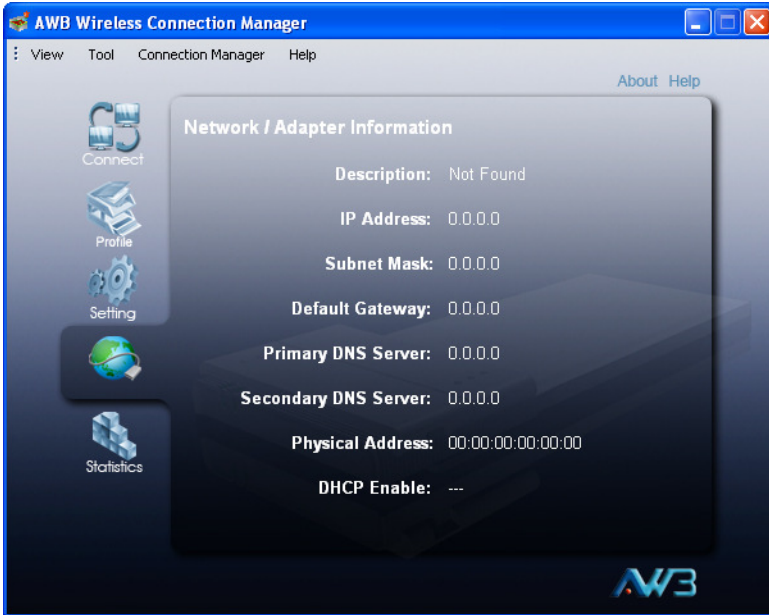 AWB Wireless Connection Manager
View Tool Connection Manager Help
About Help
Connect
Profile
Setting
Statistics
Network / Adapter Information
Description: Not Found
IP Address: 0.0.0.0
Subnet Mask: 0.0.0.0
Default Gateway: 0.0.0.0
Primary DNS Server: 0.0.0.0
Secondary DNS Server: 0.0.0.0
Physical Address: 00:00:00:00:00:00
DHCP Enable: ---
AWB